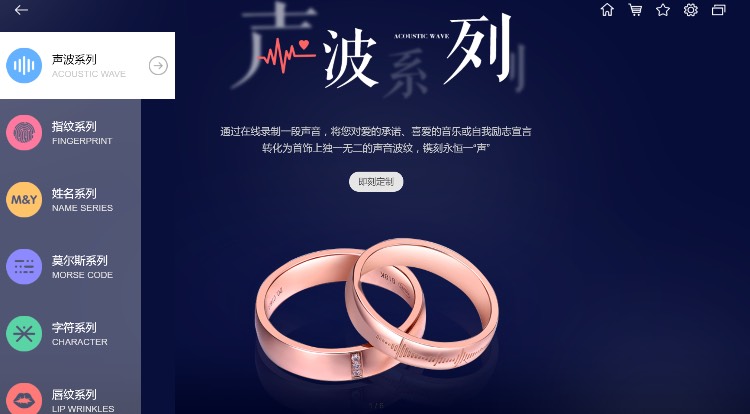 声波系列
ACOUSTIC WAVE
指纹系列
FINGERPRINT
M&Y
姓名系列
NAME SERIES
莫尔斯系列
MORSE CODE
字符系列
CHARACTER
唇纹系列
LIP WRINKLES
声波系列
ACOUSTIC WAVE
通过在线录制一段声音，将您对爱的承诺、喜爱的音乐或自我励志宣言
转化为首饰上独一无二的声音波纹，镌刻永恒一“声”
即刻定制